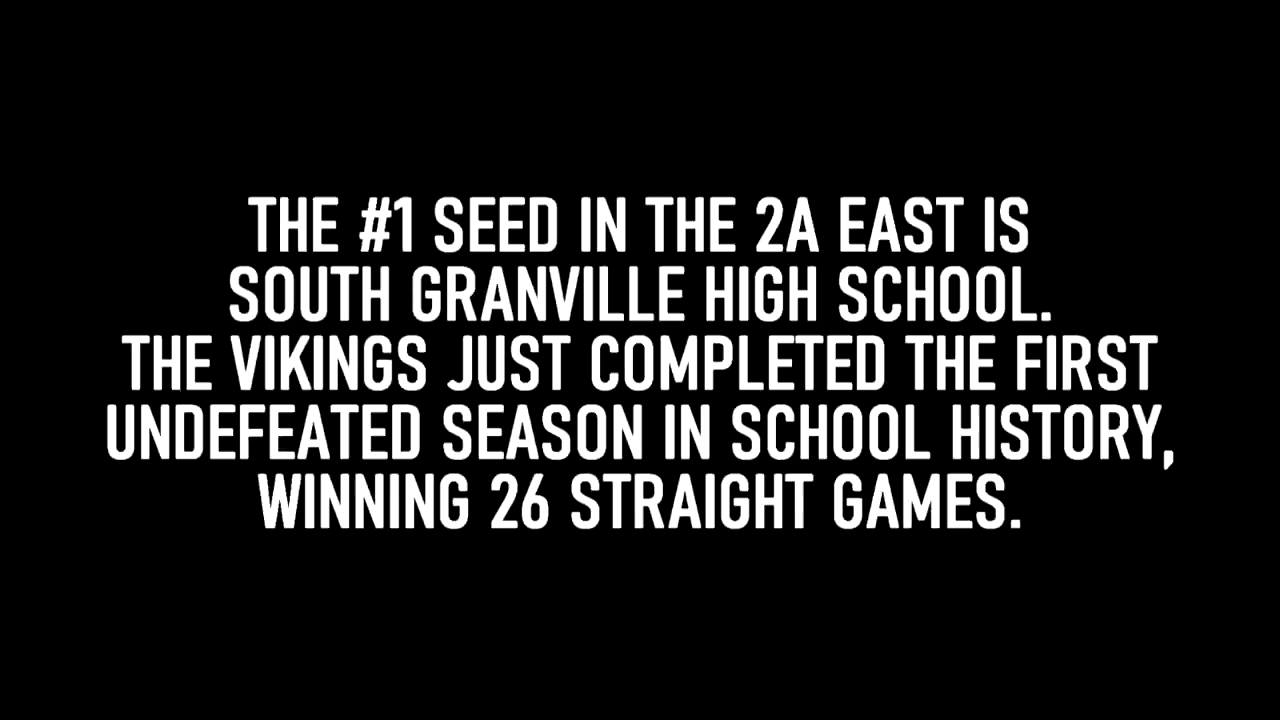 THE #1 SEED IN THE 2A EAST IS
SOUTH GRANVILLE HIGH SCHOOL.
THE VIKINGS JUST COMPLETED THE FIRST
UNDEFEATED SEASON IN SCHOOL HISTORY,
WINNING 26 STRAIGHT GAMES.